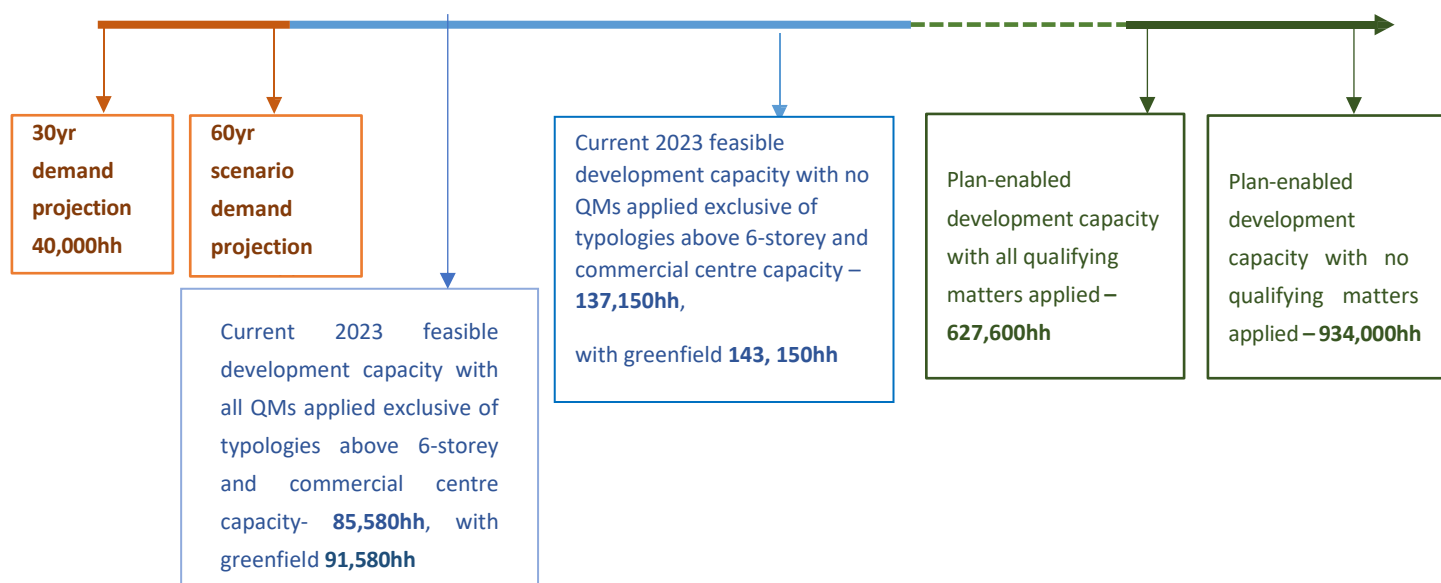 30yr
demand
projection
40,000hh
60yr
scenario
demand
projection
Current 2023 feasible
development capacity with
all QMs applied exclusive of
typologies above 6-storey
and commercial centre
capacity- 85,580hh, with
greenfield 91,580hh
Current 2023 feasible
development capacity with no
QMs applied exclusive of
typologies above 6-storey and
commercial centre capacity –
137,150hh,
with greenfield 143, 150hh
Plan-enabled
development capacity
with all qualifying
matters applied –
627,600hh
Plan-enabled
development
capacity with no
qualifying matters
applied – 934,000hh